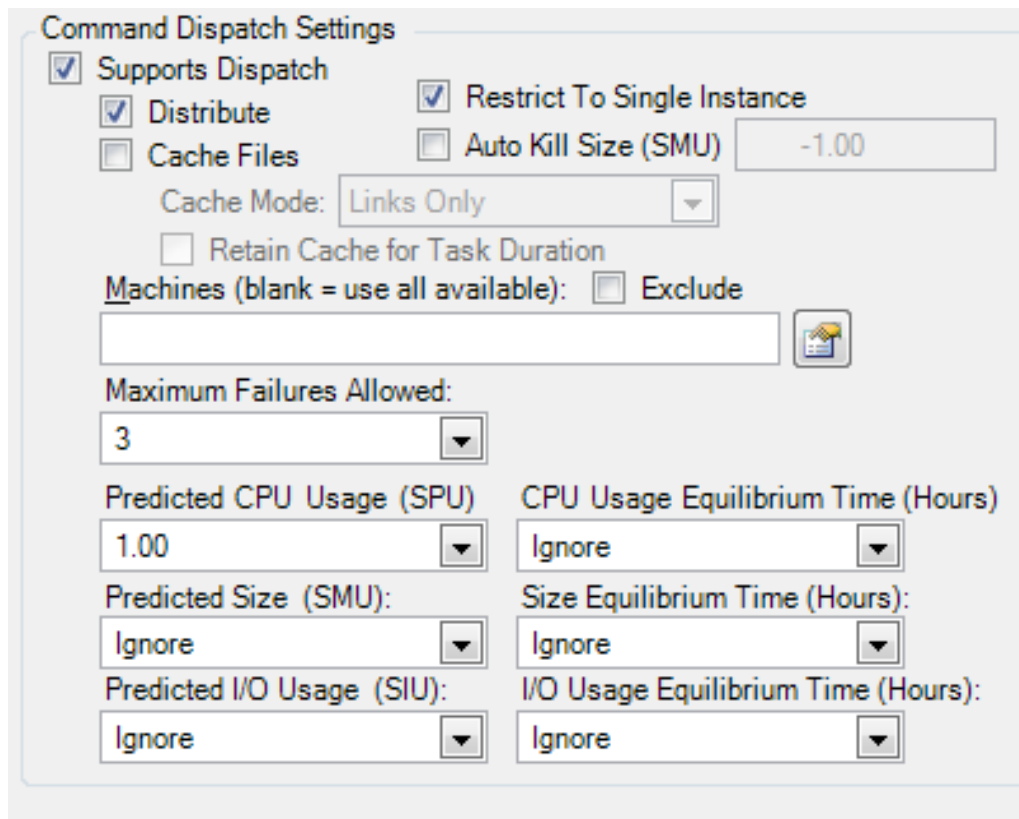 Command Dispatch Settings
Supports Dispatch
Distribute
Restrict To Single Instance
Cache Files
Auto Kill Size (SMU) -1.00
Cache Mode: Links Only
Retain Cache for Task Duration
Machines (blank = use all available): Exclude
Maximum Failures Allowed:
3
Predicted CPU Usage (SPU) CPU Usage Equilibrium Time (Hours)
1.00 Ignore
Predicted Size (SMU): Size Equilibrium Time (Hours):
Ignore Ignore
Predicted I/O Usage (SIU): I/O Usage Equilibrium Time (Hours):
Ignore Ignore